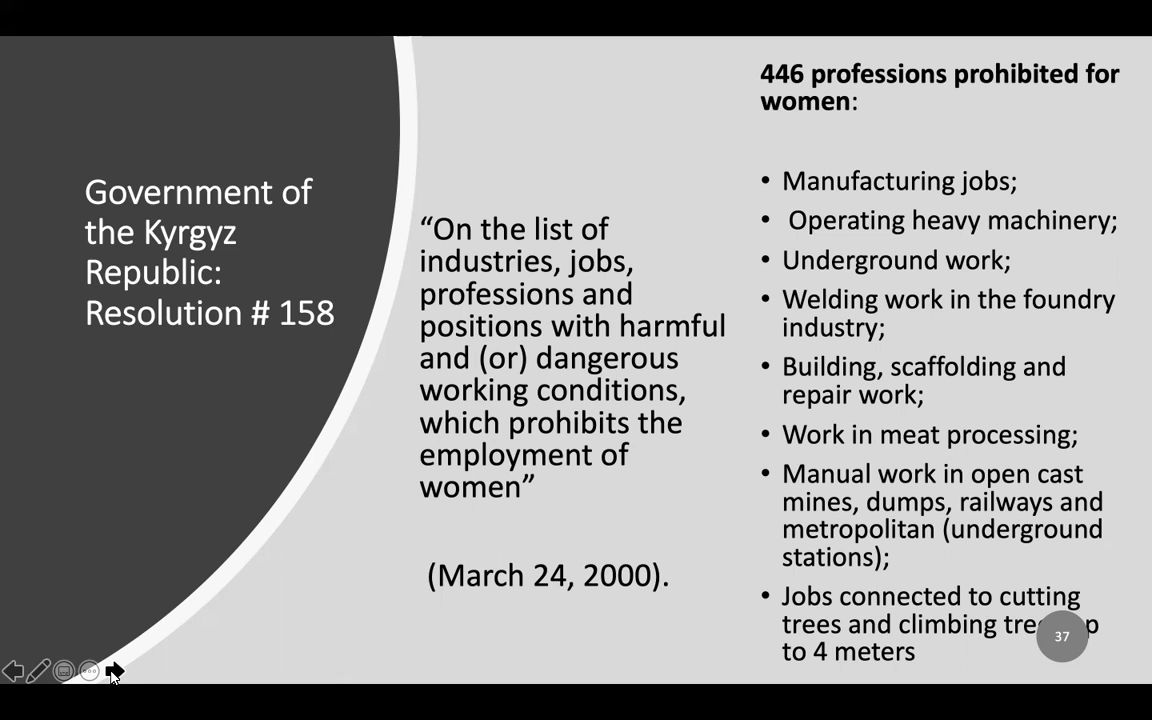 Government of
the Kyrgyz
Republic:
Resolution # 158
“On the list of
industries, jobs,
professions and
positions with harmful
and (or) dangerous
working conditions,
which prohibits the
employment of
women”
(March 24, 2000).
446 professions prohibited for
women:
• Manufacturing jobs;
• Operating heavy machinery;
• Underground work;
• Welding work in the foundry
industry;
• Building, scaffolding and
repair work;
• Work in meat processing;
• Manual work in open cast
mines, dumps, railways and
metropolitan (underground
stations);
• Jobs connected to cutting
trees and climbing
to 4 meters
37